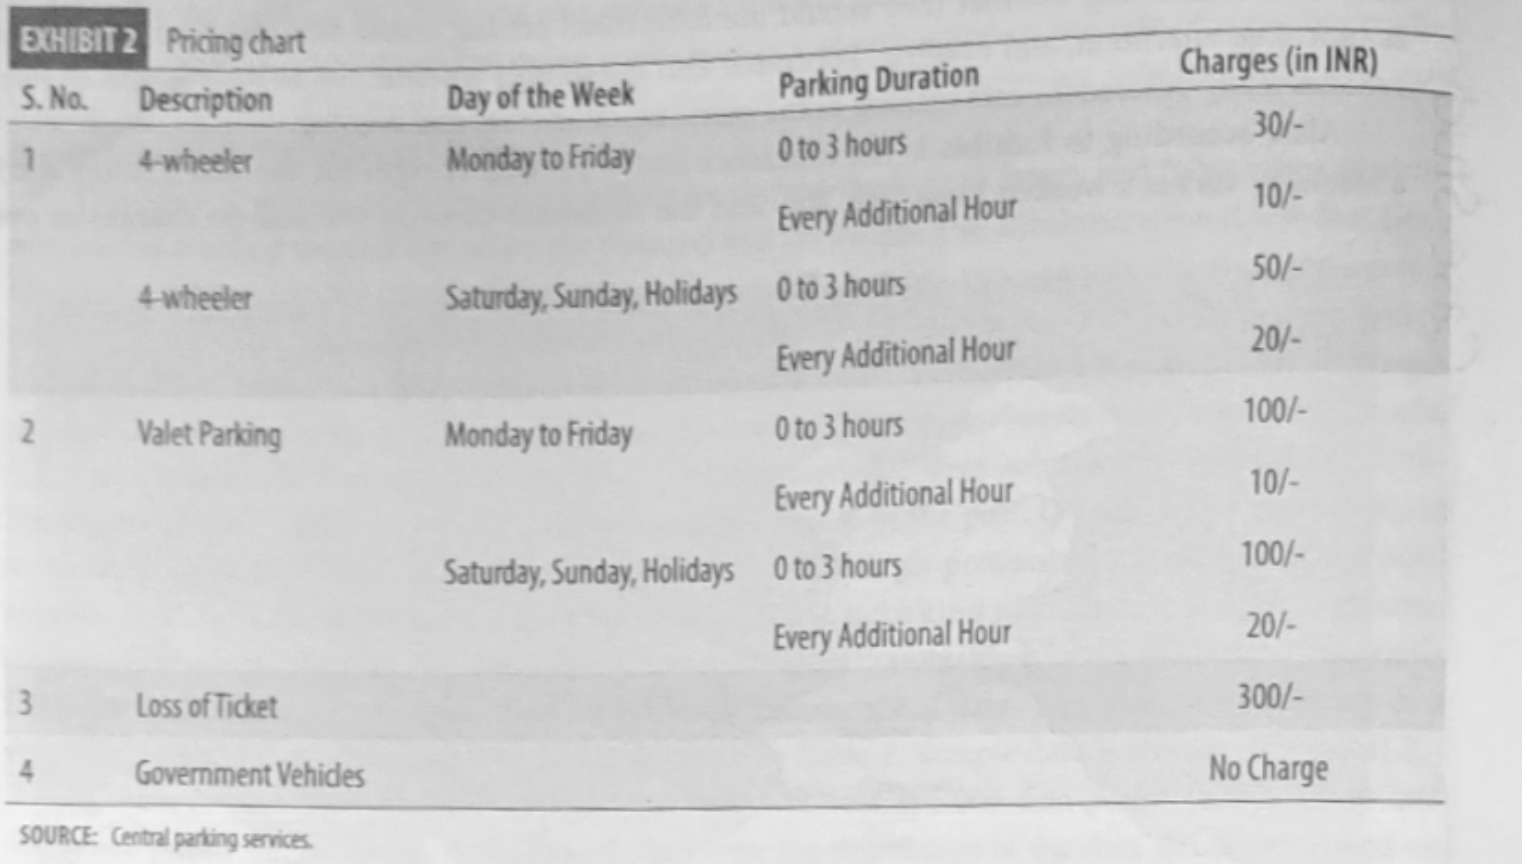 EXHIBIT 2 Pricing chart
S. No. Description Day of the Week Parking Duration Charges (in INR)
1 4-wheeler Monday to Friday 0 to 3 hours 30/-
Every Additional Hour 10/-
4-wheeler Saturday, Sunday, Holidays 0 to 3 hours 50/-
Every Additional Hour 20/-
2 Valet Parking Monday to Friday 0 to 3 hours 100/-
Every Additional Hour 10/-
Saturday, Sunday, Holidays 0 to 3 hours 100/-
Every Additional Hour 20/-
3 Loss of Ticket 300/-
4 Government Vehicles No Charge
SOURCE: Central parking services.